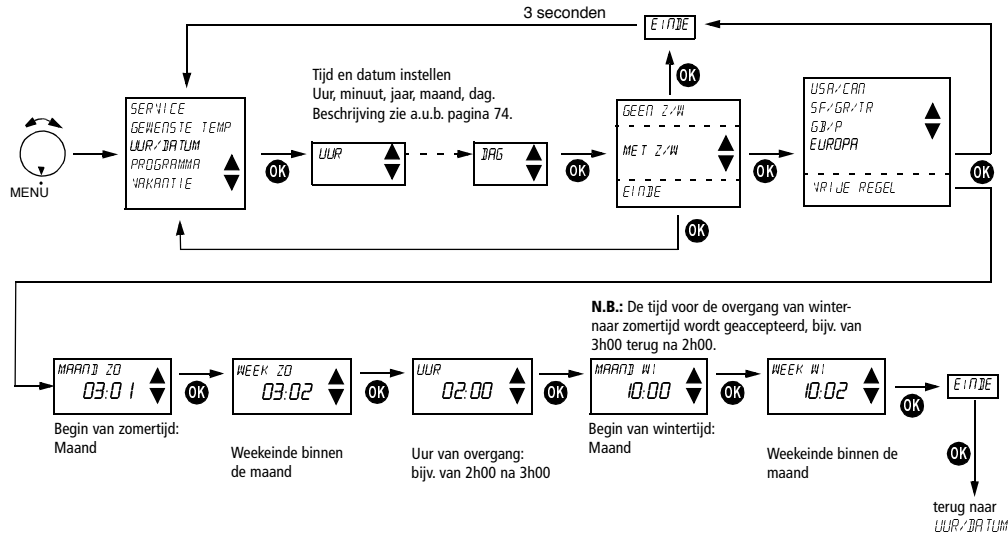 3 seconden
EINDE
OK
Tijd en datum instellen
Uur, minuut, jaar, maand, dag.
Beschrijving zie a.u.b. pagina 74.
MENU
SERVICE
GEWENSTE TEMP
UUR/DATUM
PROGRAMMA
VAKANTIE
OK
UUR
DAG
OK
GEEN Z/W
MET Z/W
EINDE
OK
OK
USA/CAN
SF/GR/TR
GB/P
EUROPA
VRIJE REGEL
OK
N.B.: De tijd voor de overgang van winter-
naar zomertijd wordt geaccepteerd, bijv. van
3h00 terug na 2h00.
MAAND ZO
03:01
OK
Begin van zomertijd:
Maand
WEEK ZO
03:02
OK
Weekeinde binnen
de maand
UUR
02:00
OK
Uur van overgang:
bijv. van 2h00 na 3h00
MAAND WI
10:00
OK
Begin van wintertijd:
Maand
WEEK WI
10:02
OK
Weekeinde binnen de
maand
EINDE
OK
terug naar
UUR/DATUM